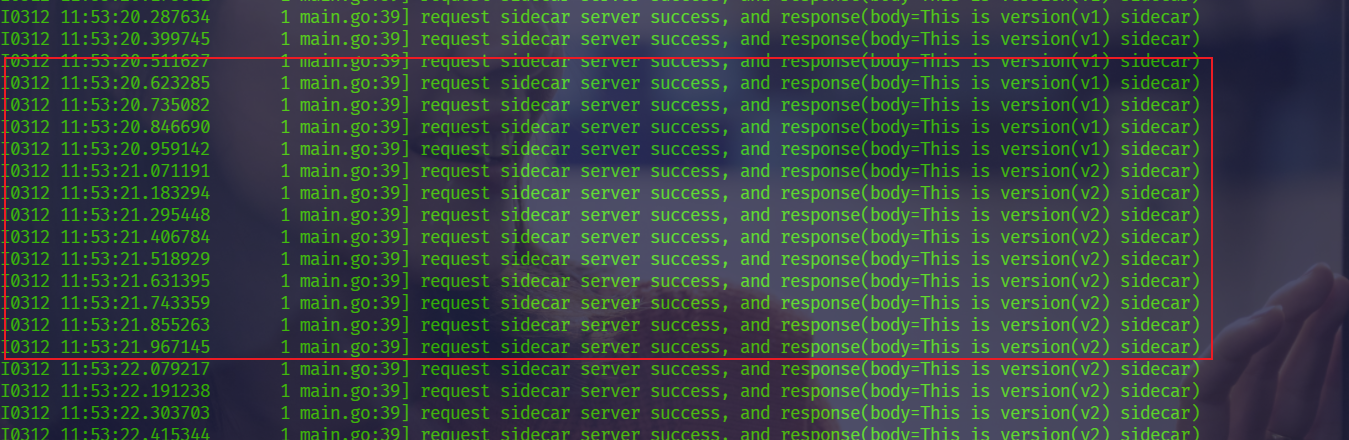 I0312 11:53:20.287634       1 main.go:39] request sidecar server success, and response(body=This is version(v1) sidecar)
I0312 11:53:20.399745       1 main.go:39] request sidecar server success, and response(body=This is version(v1) sidecar)
I0312 11:53:20.511627       1 main.go:39] request sidecar server success, and response(body=This is version(v1) sidecar)
I0312 11:53:20.623285       1 main.go:39] request sidecar server success, and response(body=This is version(v1) sidecar)
I0312 11:53:20.735082       1 main.go:39] request sidecar server success, and response(body=This is version(v1) sidecar)
I0312 11:53:20.846690       1 main.go:39] request sidecar server success, and response(body=This is version(v1) sidecar)
I0312 11:53:20.959142       1 main.go:39] request sidecar server success, and response(body=This is version(v1) sidecar)
I0312 11:53:21.071191       1 main.go:39] request sidecar server success, and response(body=This is version(v2) sidecar)
I0312 11:53:21.183294       1 main.go:39] request sidecar server success, and response(body=This is version(v2) sidecar)
I0312 11:53:21.295448       1 main.go:39] request sidecar server success, and response(body=This is version(v2) sidecar)
I0312 11:53:21.406784       1 main.go:39] request sidecar server success, and response(body=This is version(v2) sidecar)
I0312 11:53:21.518929       1 main.go:39] request sidecar server success, and response(body=This is version(v2) sidecar)
I0312 11:53:21.631395       1 main.go:39] request sidecar server success, and response(body=This is version(v2) sidecar)
I0312 11:53:21.743359       1 main.go:39] request sidecar server success, and response(body=This is version(v2) sidecar)
I0312 11:53:21.855263       1 main.go:39] request sidecar server success, and response(body=This is version(v2) sidecar)
I0312 11:53:21.967145       1 main.go:39] request sidecar server success, and response(body=This is version(v2) sidecar)
I0312 11:53:22.079217       1 main.go:39] request sidecar server success, and response(body=This is version(v2) sidecar)
I0312 11:53:22.191238       1 main.go:39] request sidecar server success, and response(body=This is version(v2) sidecar)
I0312 11:53:22.303703       1 main.go:39] request sidecar server success, and response(body=This is version(v2) sidecar)
I0312 11:53:22.415344       1 main.go:39] request sidecar server success, and response(body=This is version(v2) sidecar)